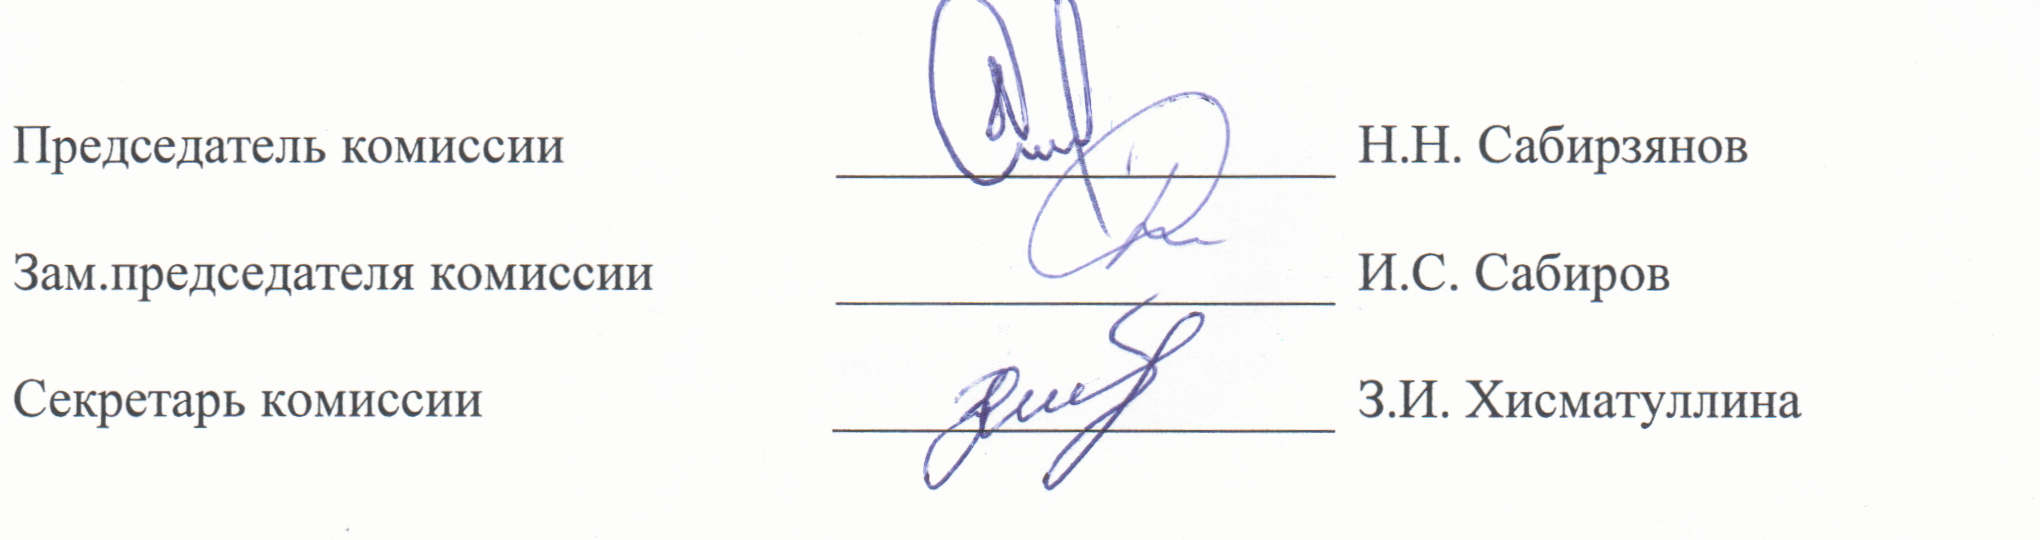 Председатель комиссии Н.Н. Сабирзянов
Зам.председателя комиссии И.С. Сабиров
Секретарь комиссии З.И. Хисматуллина